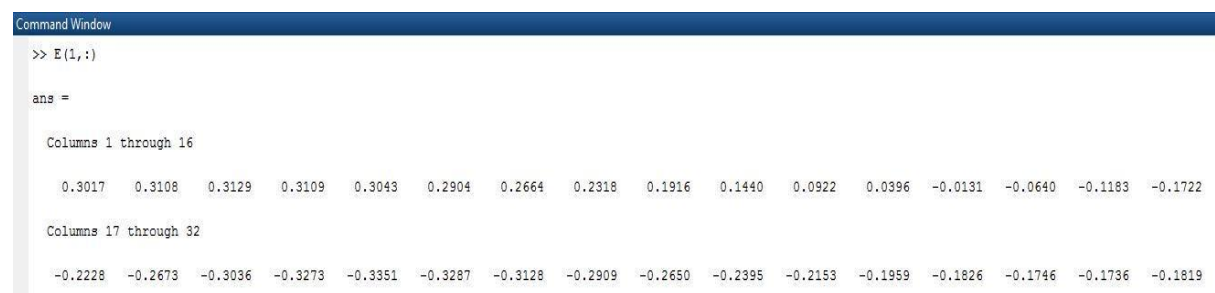 Command Window
>> E(1,:)
ans =
Columns 1 through 16
0.3017 0.3108 0.3129 0.3109 0.3043 0.2904 0.2664 0.2318 0.1916 0.1440 0.0922 0.0396 -0.0131 -0.0640 -0.1183 -0.1722
Columns 17 through 32
-0.2228 -0.2673 -0.3036 -0.3273 -0.3351 -0.3287 -0.3128 -0.2909 -0.2650 -0.2395 -0.2153 -0.1959 -0.1826 -0.1746 -0.1736 -0.1819